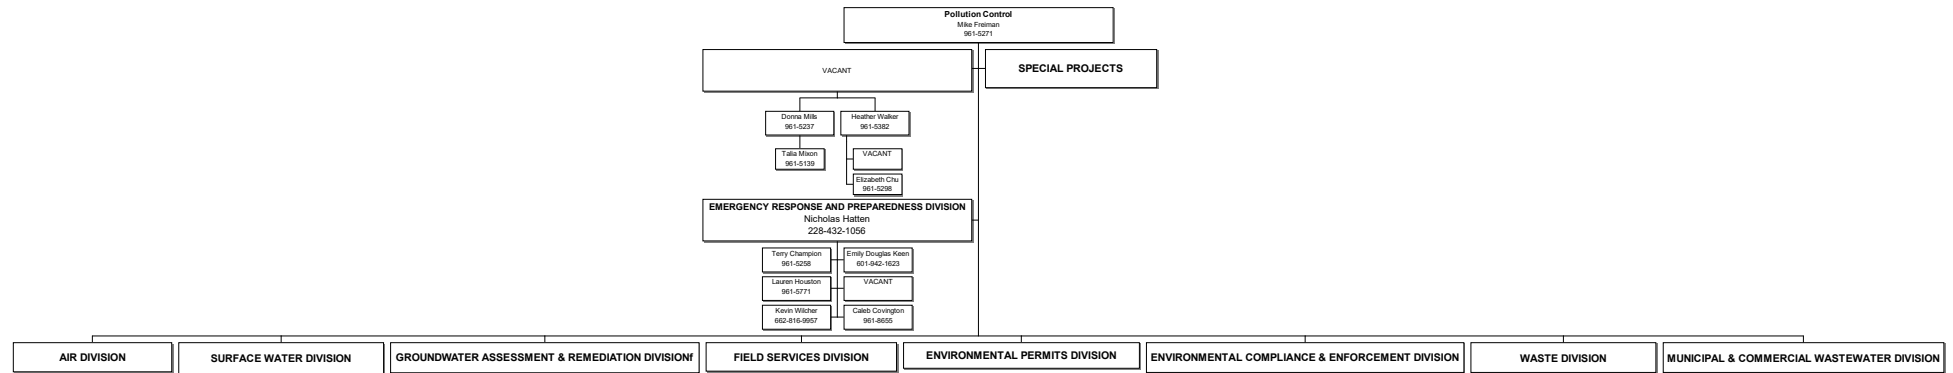 Pollution Control
Mike Freiman
961-5271
VACANT
SPECIAL PROJECTS
Donna Mills
961-5237
Heather Walker
961-5382
Talia Mixon
961-5139
VACANT
Elizabeth Chu
961-5298
EMERGENCY RESPONSE AND PREPAREDNESS DIVISION
Nicholas Hatten
228-432-1056
Terry Champion
961-5258
Emily Douglas Keen
601-942-1623
Lauren Houston
961-5771
VACANT
Kevin Wilcher
662-816-9957
Caleb Covington
961-8655
AIR DIVISION
SURFACE WATER DIVISION
GROUNDWATER ASSESSMENT & REMEDIATION DIVISIONf
FIELD SERVICES DIVISION
ENVIRONMENTAL PERMITS DIVISION
ENVIRONMENTAL COMPLIANCE & ENFORCEMENT DIVISION
WASTE DIVISION
MUNICIPAL & COMMERCIAL WASTEWATER DIVISION